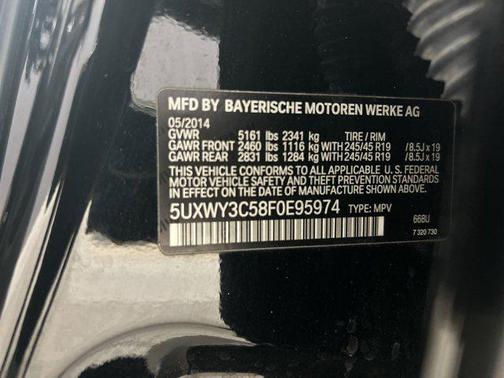 MFD BY BAYERISCHE MOTOREN WERKE AG
05/2014
GVWR 5161 lbs 2341 kg TIRE / RIM
GAWR FRONT 2460 lbs 1116 kg WITH 245/45 R19 / 8.5J x 19
GAWR REAR 2831 lbs 1284 kg WITH 245/45 R19 / 8.5J x 19
THIS VEHICLE CONFORMS TO ALL APPLICABLE
FEDERAL MOTOR VEHICLE SAFETY STANDARDS
IN EFFECT ON THE DATE OF MANUFACTURE SHOWN ABOVE.
5UXWY3C58F0E95974 TYPE: MPV
668U
7 320 730